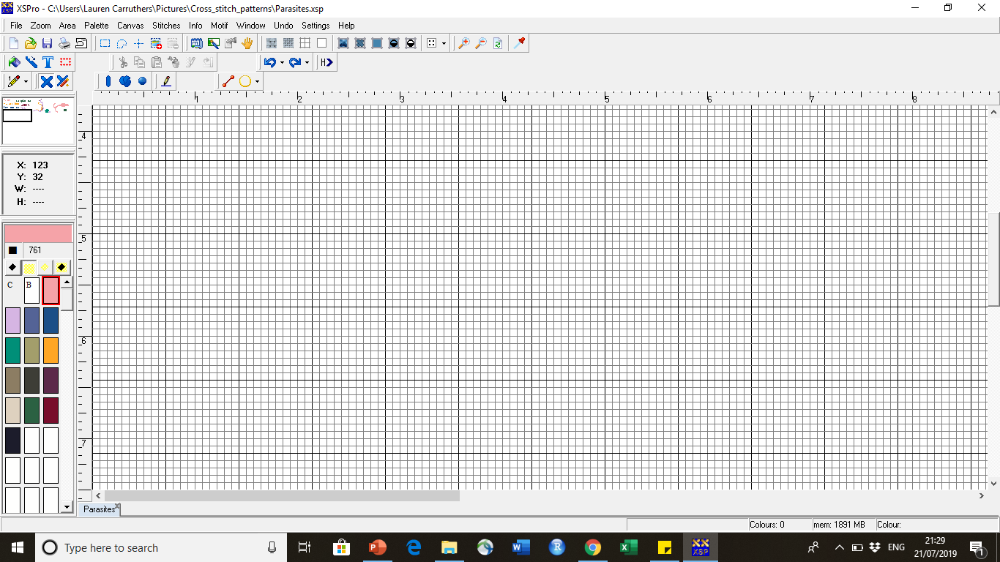 XSPro - C:\Users\Lauren Carruthers\Pictures\Cross_stitch_patterns\Parasites.xsp
File Zoom Area Palette Canvas Stitches Info Motif Window Undo Settings Help
H
1 2 3 4 5 6 7 8
X: 123
Y: 32
W: ----
H: ----
761
C B
4
5
6
7
Parasites
Colours: 0 mem: 1891 MB Colour:
Type here to search
XSP
ENG
21:29
21/07/2019
1